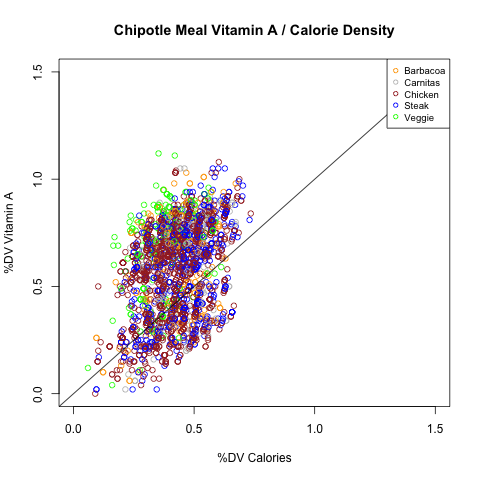 Chipotle Meal Vitamin A / Calorie Density
Barbacoa
Carnitas
Chicken
Steak
Veggie
%DV Vitamin A
1.5
1.0
0.5
0.0
0.0 0.5 1.0 1.5
%DV Calories